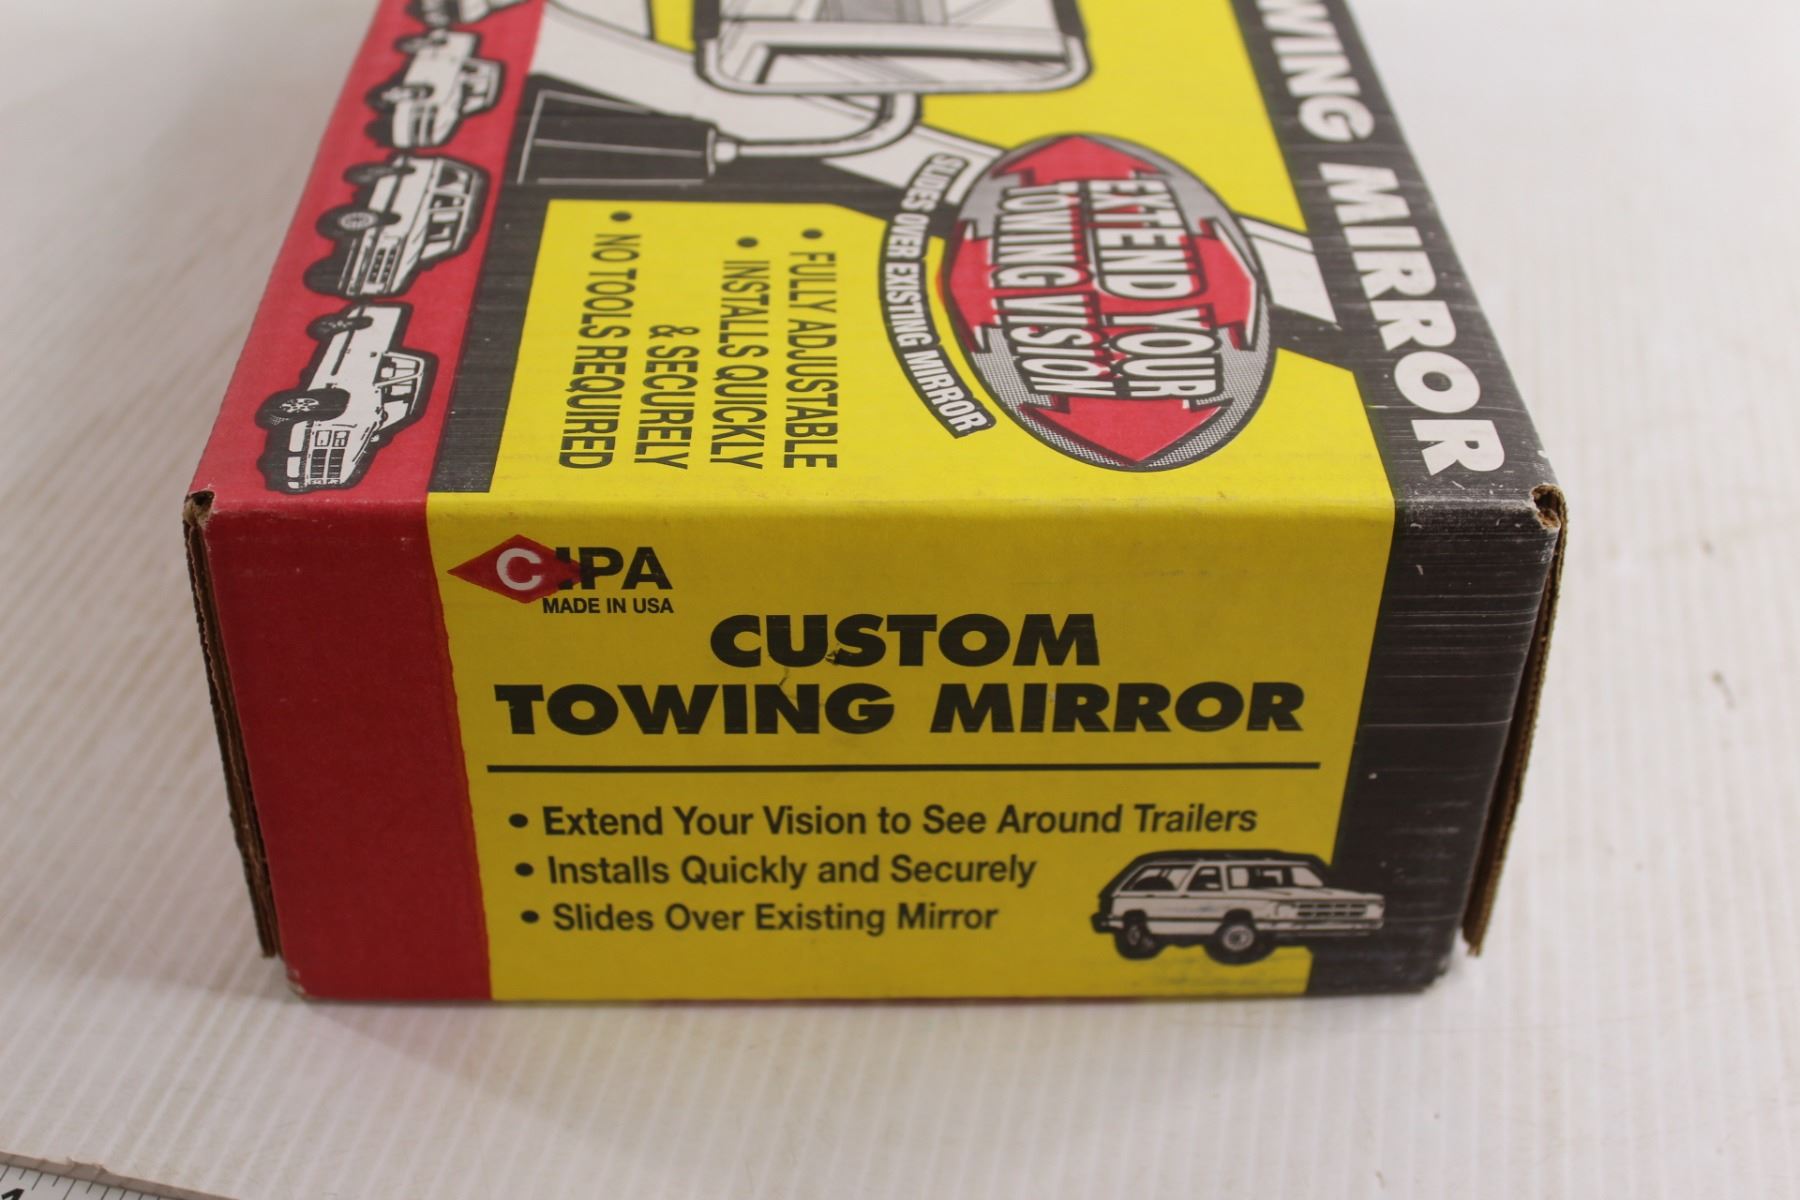 WING MIRROR
EXTEND YOUR
TOWING VISION
SLIDES OVER EXISTING MIRROR
• FULLY ADJUSTABLE
• INSTALLS QUICKLY
& SECURELY
• NO TOOLS REQUIRED
CIPA
MADE IN USA
CUSTOM
TOWING MIRROR
• Extend Your Vision to See Around Trailers
• Installs Quickly and Securely
• Slides Over Existing Mirror